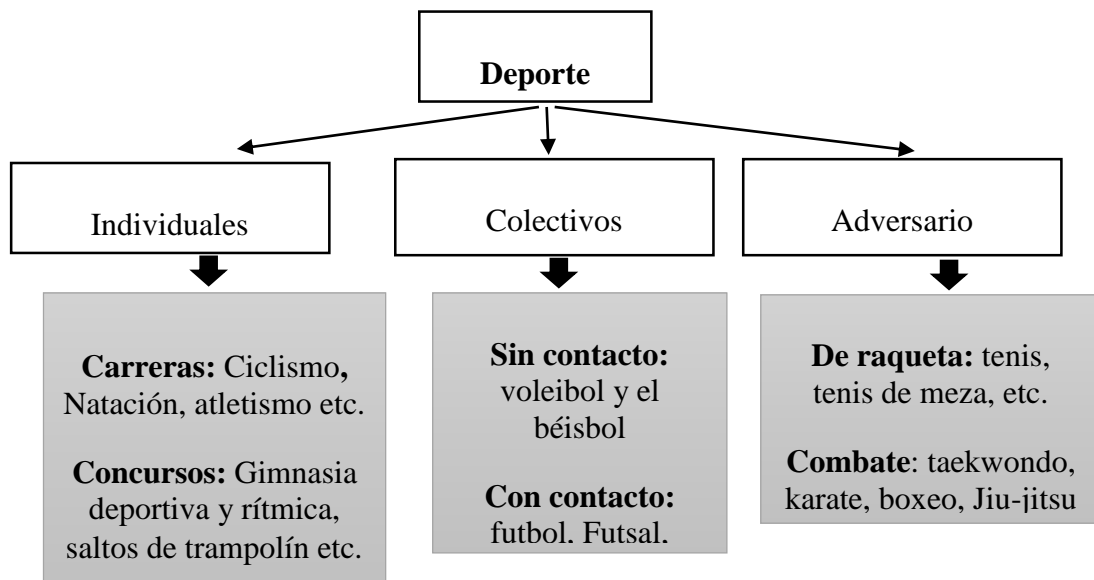 Deporte
Individuales
Colectivos
Adversario
Carreras: Ciclismo,
Natación, atletismo etc.
Concursos: Gimnasia
deportiva y rítmica,
saltos de trampolín etc.
Sin contacto:
voleibol y el
béisbol
Con contacto:
futbol, Futsal,
De raqueta: tenis,
tenis de meza, etc.
Combate: taekwondo,
karate, boxeo, Jiu-jitsu